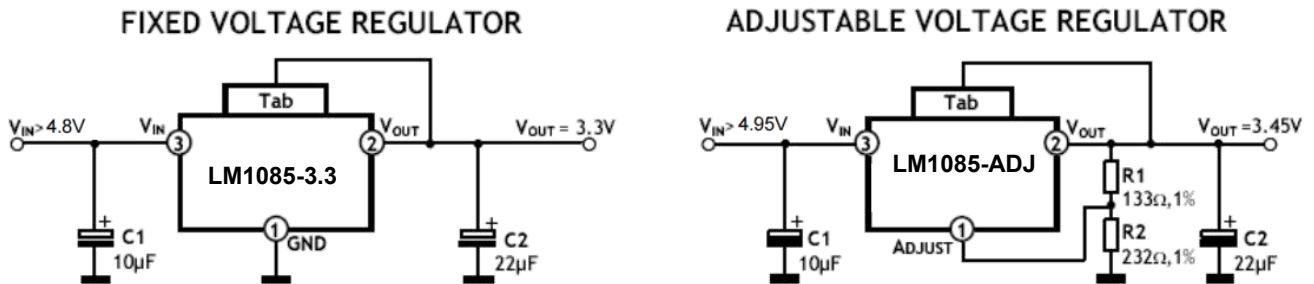 FIXED VOLTAGE REGULATOR
Tab
VIN> 4.8V
VIN
VOUT
VOUT = 3.3V
3
2
LM1085-3.3
1
GND
+
C1
10µF
+
C2
22µF
ADJUSTABLE VOLTAGE REGULATOR
Tab
VIN> 4.95V
VIN
VOUT
VOUT =3.45V
3
2
LM1085-ADJ
R1
133Ω,1%
1
ADJUST
R2
232Ω,1%
+
C1
10µF
+
C2
22µF